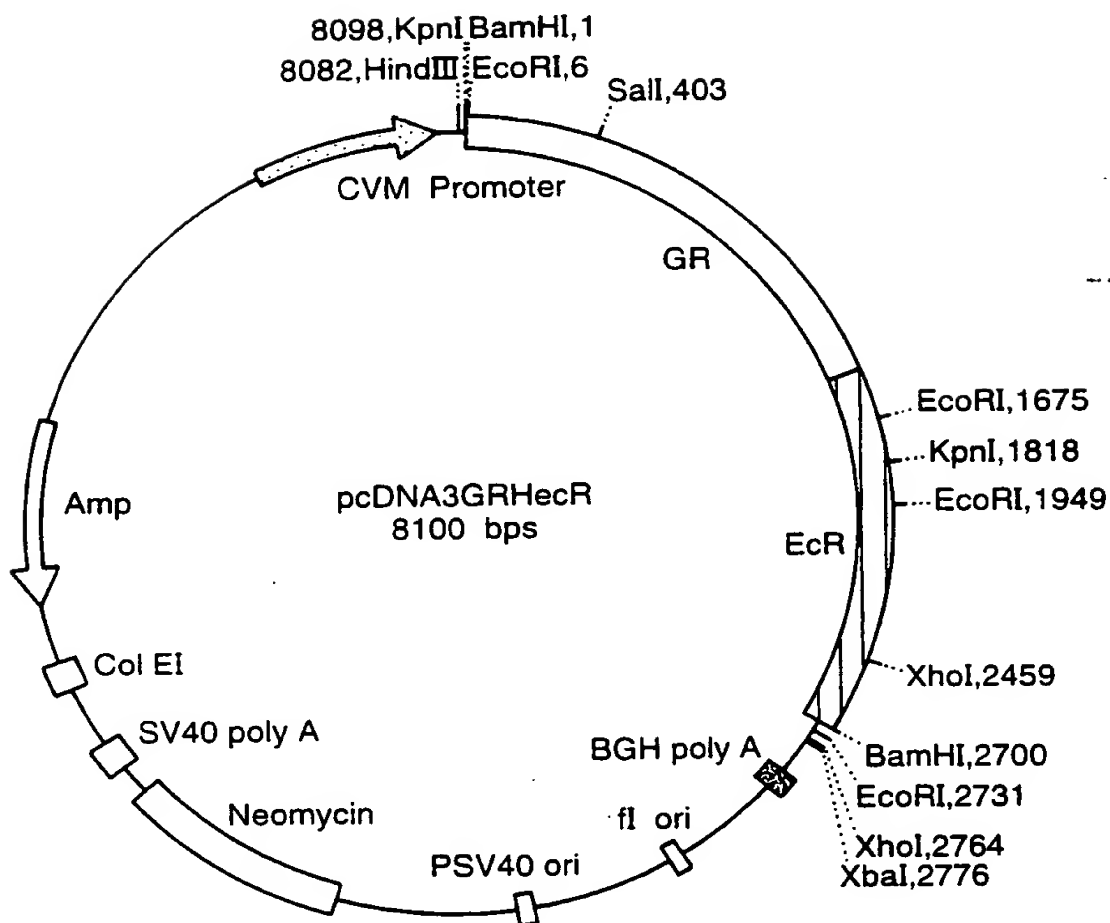 8098,KpnI BamHI,1
8082,HindIII EcoRI,6
SalI,403
CVM Promoter
GR
EcoRI,1675
KpnI,1818
EcoRI,1949
pcDNA3GRHecR
8100 bps
Amp
EcR
Col EI
XhoI,2459
SV40 poly A
BGH poly A
BamHI,2700
EcoRI,2731
Neomycin
fI ori
XhoI,2764
PSV40 ori
XbaI,2776